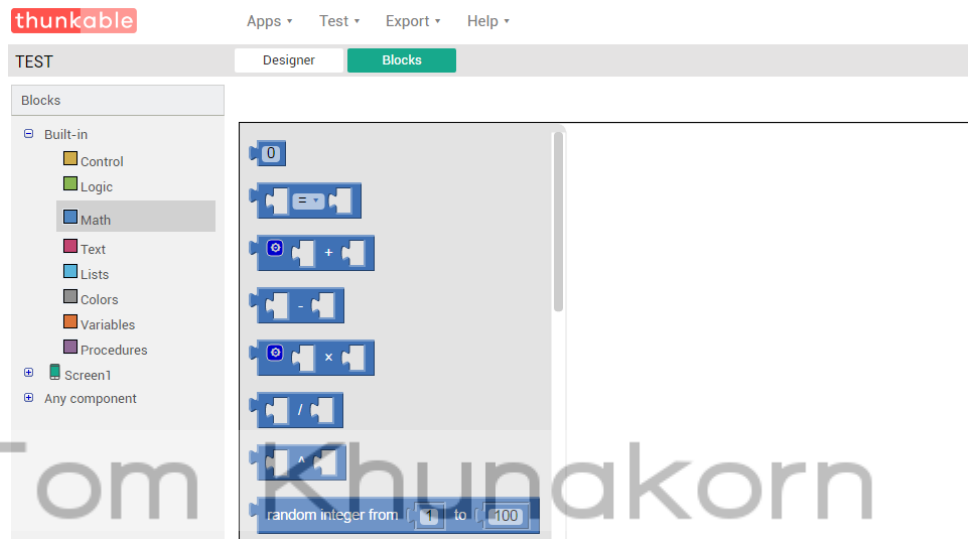 thunkable
Apps Test Export Help
TEST
Designer Blocks
Blocks
Built-in
Control
Logic
Math
Text
Lists
Colors
Variables
Procedures
Screen1
Any component
0
=
+
-
×
/
^
random integer from 1 to 100
Tom Khunakorn